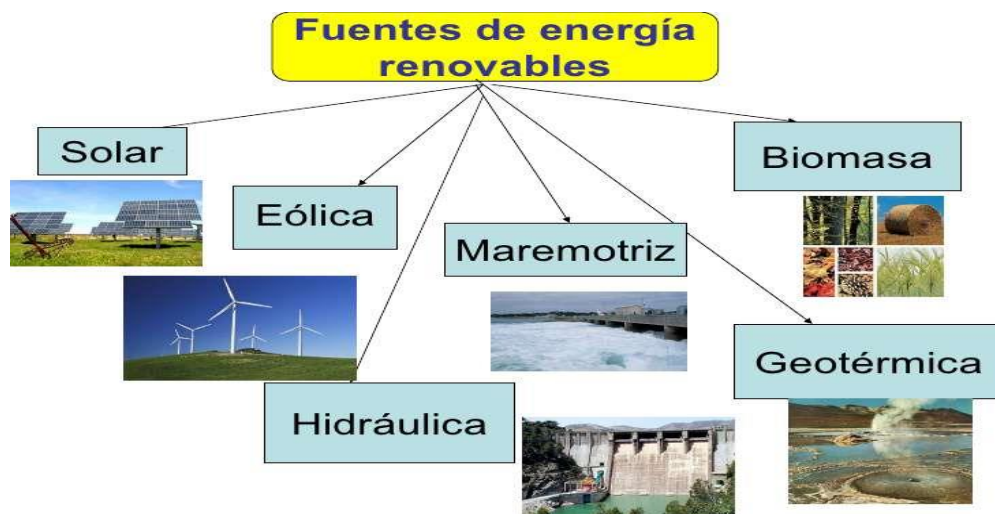 Fuentes de energía
renovables
Solar
Biomasa
Eólica
Maremotriz
Geotérmica
Hidráulica